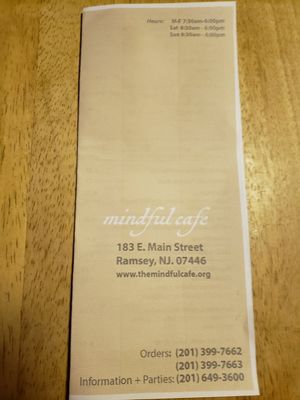 Hours: M-F 7:30am-6:00pm
Sat 8:30am - 6:00pm
Sun 8:30am - 4:00pm
mindful cafe
183 E. Main Street
Ramsey, NJ. 07446
www.themindfulcafe.org
Orders: (201) 399-7662
(201) 399-7663
Information + Parties: (201) 649-3600